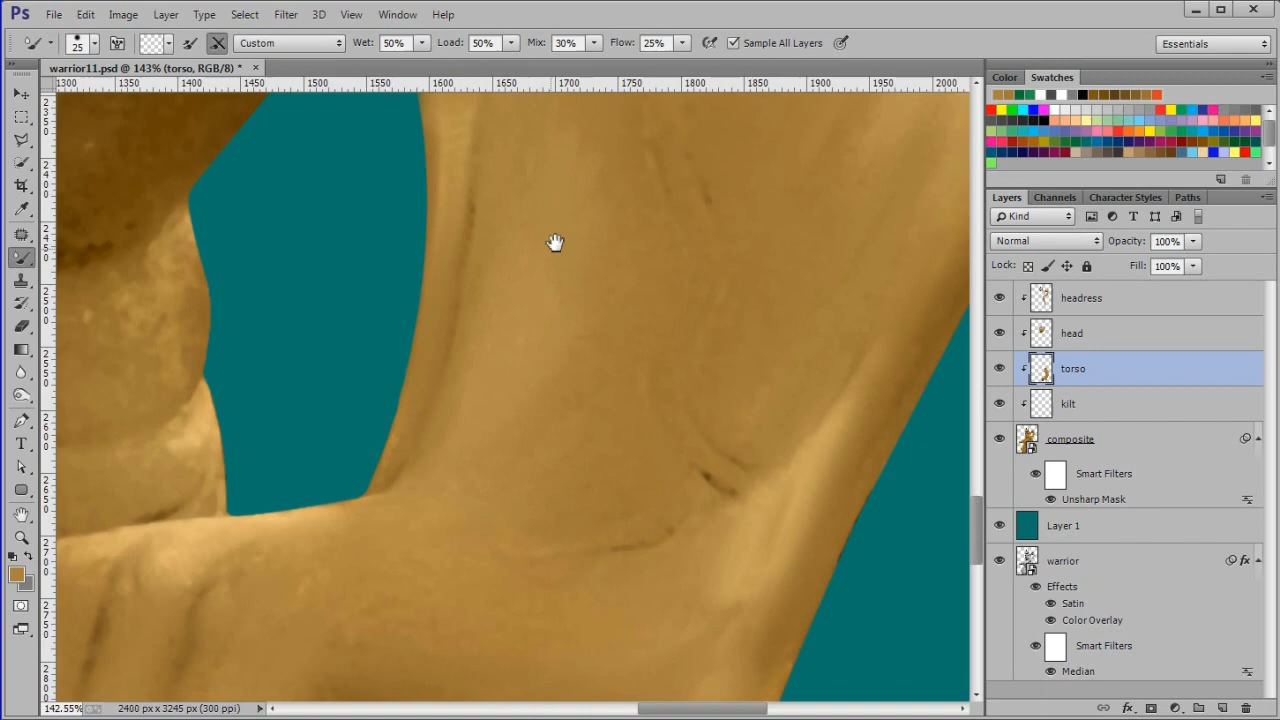 Ps File Edit Image Layer Type Select Filter 3D View Window Help
25 Custom Wet: 50% Load: 50% Mix: 30% Flow: 25% Sample All Layers Essentials
warrior11.psd @ 143% (torso, RGB/8) * ×
Color Swatches
1300 1350 1400 1450 1500 1550 1600 1650 1700 1750 1800 1850 1900 1950 2000
Layers Channels Character Styles Paths
Kind
Normal Opacity: 100%
Lock: Fill: 100%
headress
head
torso
kilt
composite
Smart Filters
Unsharp Mask
Layer 1
warrior fx
Effects
Satin
Color Overlay
Smart Filters
Median
142.55% 2400 px x 3245 px (300 ppi)